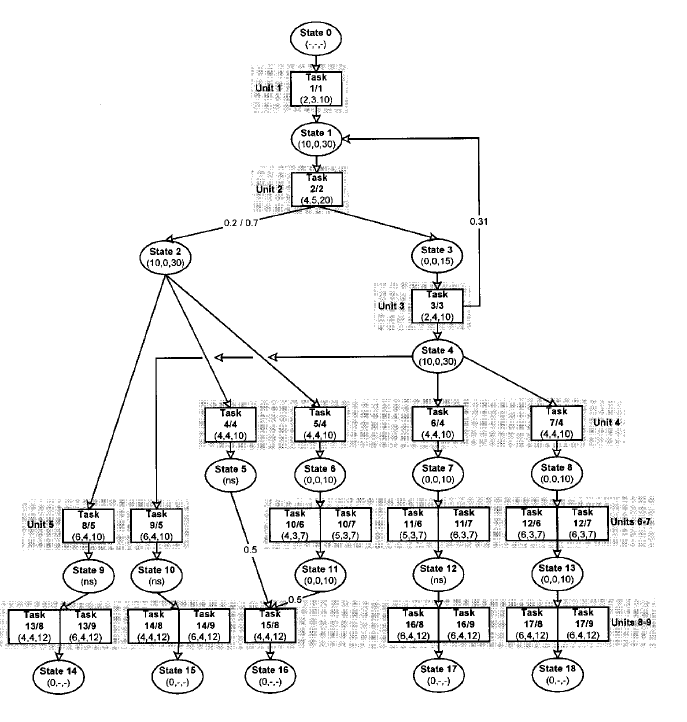 State 0
(-,-,-)
Task
1/1
(2,3,10)
Unit 1
State 1
(10,0,30)
Task
2/2
(4,5,20)
Unit 2
0.2 / 0.7
0.31
State 2
(10,0,30)
State 3
(0,0,15)
Task
3/3
(2,4,10)
Unit 3
State 4
(10,0,30)
Task
4/4
(4,4,10)
Task
5/4
(4,4,10)
Task
6/4
(4,4,10)
Task
7/4
(4,4,10)
Unit 4
State 5
(ns)
State 6
(0,0,10)
State 7
(0,0,10)
State 8
(0,0,10)
Unit 5
Task
8/5
(6,4,10)
Task
9/5
(6,4,10)
Task
10/6
(4,3,7)
Task
10/7
(5,3,7)
Task
11/6
(5,3,7)
Task
11/7
(6,3,7)
Task
12/6
(6,3,7)
Task
12/7
(6,3,7)
Units 6-7
0.5
State 9
(ns)
State 10
(ns)
State 11
(0,0,10)
State 12
(ns)
State 13
(0,0,10)
0.5
Task
13/8
(4,4,12)
Task
13/9
(6,4,12)
Task
14/8
(4,4,12)
Task
14/9
(6,4,12)
Task
15/8
(4,4,12)
Task
16/8
(6,4,12)
Task
16/9
(6,4,12)
Task
17/8
(6,4,12)
Task
17/9
(6,4,12)
Units 8-9
State 14
(0,-,-)
State 15
(0,-,-)
State 16
(0,-,-)
State 17
(0,-,-)
State 18
(0,-,-)